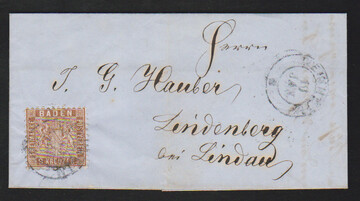 Herrn
J. G. Hauber
Lindenberg
bei Lindau
BADEN